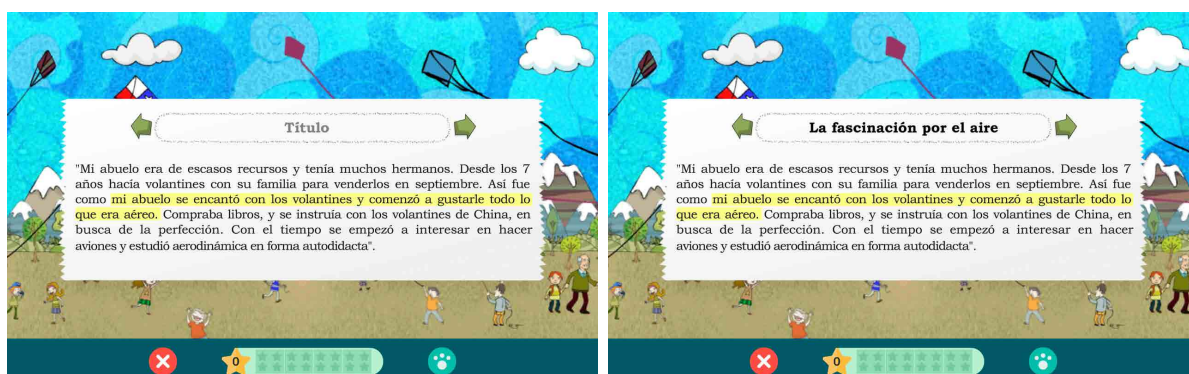 Título
"Mi abuelo era de escasos recursos y tenía muchos hermanos. Desde los 7
años hacía volantines con su familia para venderlos en septiembre. Así fue
como mi abuelo se encantó con los volantines y comenzó a gustarle todo lo
que era aéreo. Compraba libros, y se instruía con los volantines de China, en
busca de la perfección. Con el tiempo se empezó a interesar en hacer
aviones y estudió aerodinámica en forma autodidacta".
0
La fascinación por el aire
"Mi abuelo era de escasos recursos y tenía muchos hermanos. Desde los 7
años hacía volantines con su familia para venderlos en septiembre. Así fue
como mi abuelo se encantó con los volantines y comenzó a gustarle todo lo
que era aéreo. Compraba libros, y se instruía con los volantines de China, en
busca de la perfección. Con el tiempo se empezó a interesar en hacer
aviones y estudió aerodinámica en forma autodidacta".
0